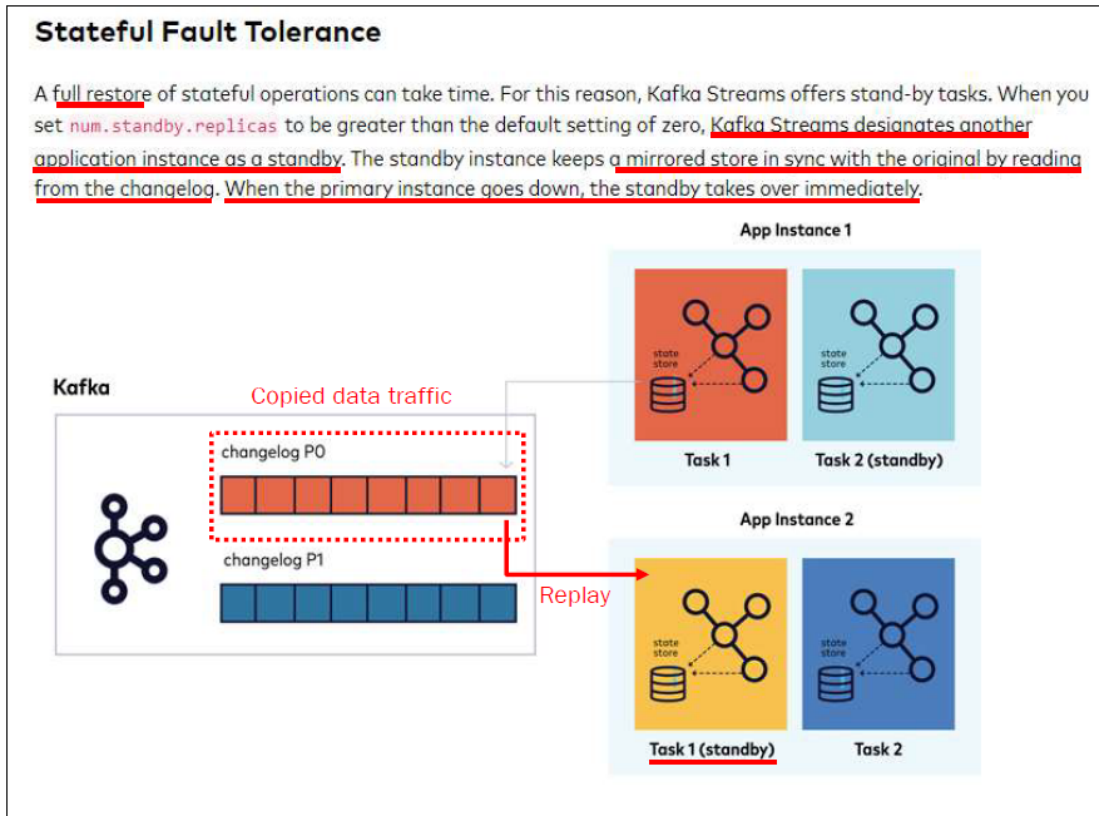 Stateful Fault Tolerance
A full restore of stateful operations can take time. For this reason, Kafka Streams offers stand-by tasks. When you
set num.standby.replicas to be greater than the default setting of zero, Kafka Streams designates another
application instance as a standby. The standby instance keeps a mirrored store in sync with the original by reading
from the changelog. When the primary instance goes down, the standby takes over immediately.
App Instance 1
state
store
state
store
Task 1
Task 2 (standby)
Kafka
Copied data traffic
changelog P0
changelog P1
Replay
App Instance 2
state
store
state
store
Task 1 (standby)
Task 2